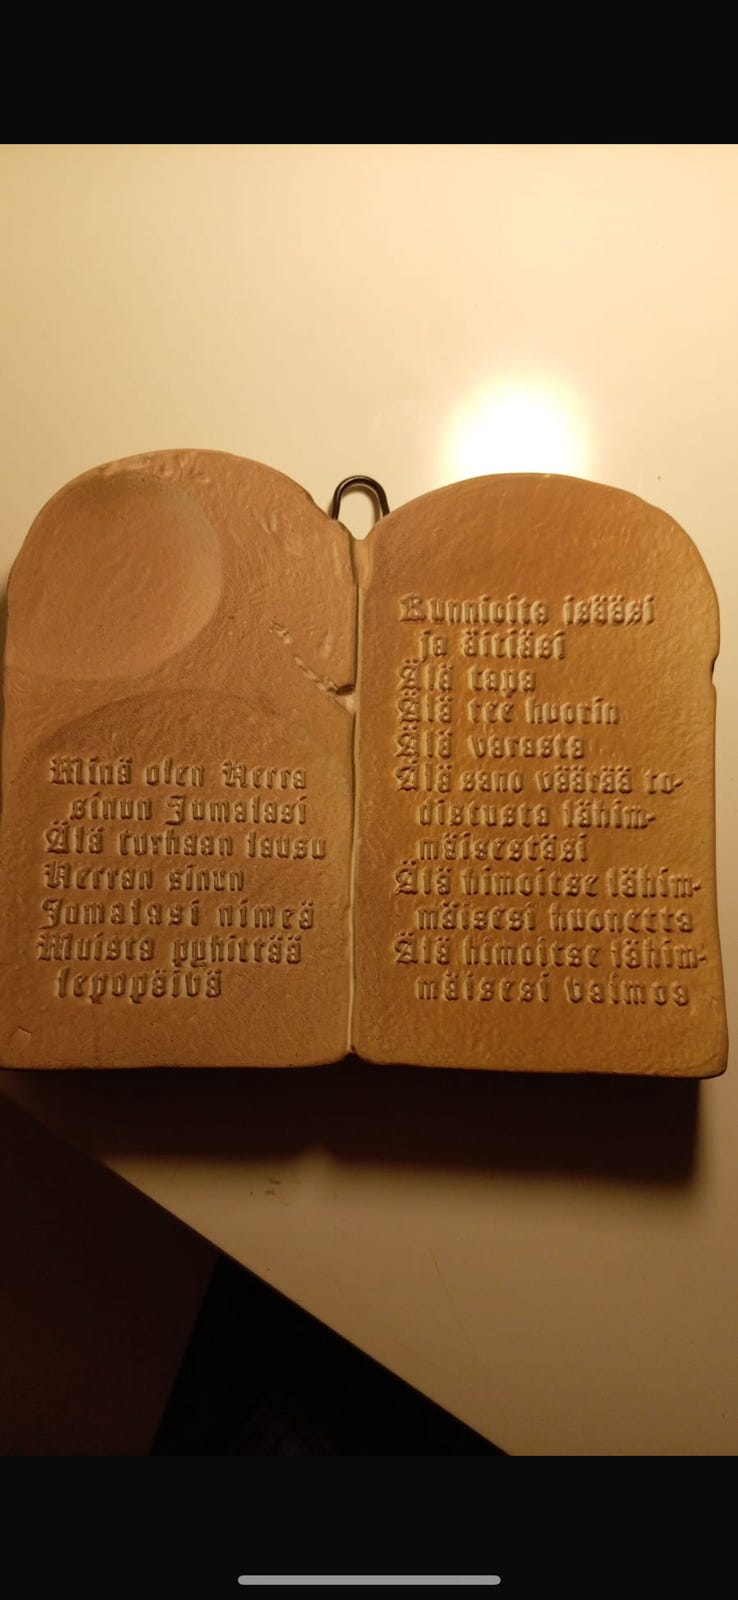 Minä olen Herra
sinun Jumalasi
Älä turhaan lausu
Herran sinun
Jumalasi nimeä
Muista pyhittää
lepopäivä
Kunnioita isääsi
ja äitiäsi
Älä tapa
Älä tee huorin
Älä varasta
Älä sano väärää to-
distusta lähim-
mäisestäsi
Älä himoitse lähim-
mäisesi huonetta
Älä himoitse lähim-
mäisesi vaimoa